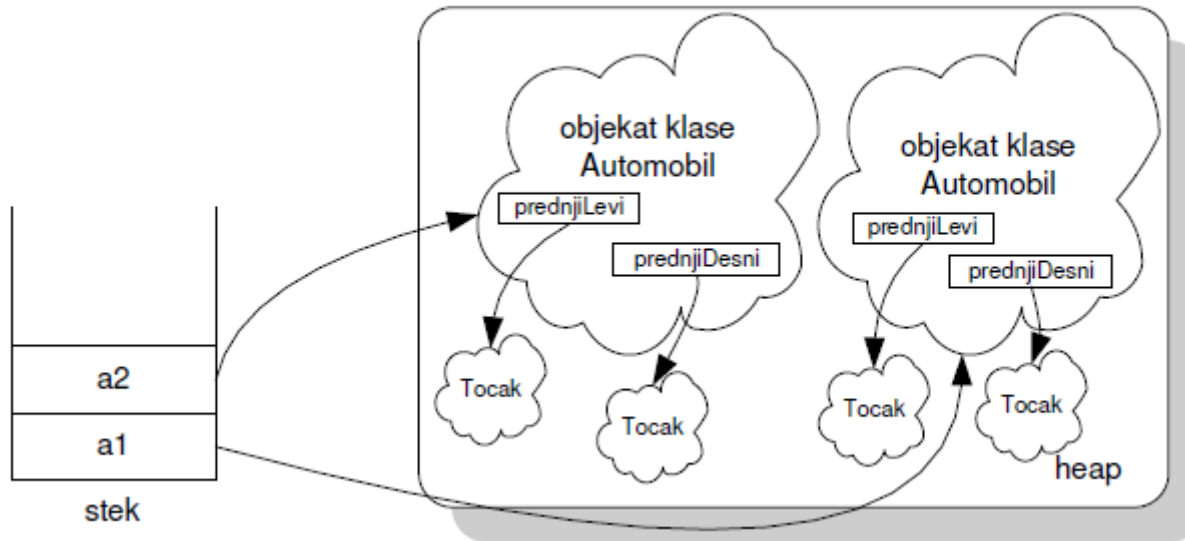 objekat klase
Automobil
prednjiLevi
prednjiDesni
Tocak
Tocak
objekat klase
Automobil
prednjiLevi
prednjiDesni
Tocak
Tocak
heap
a2
a1
stek